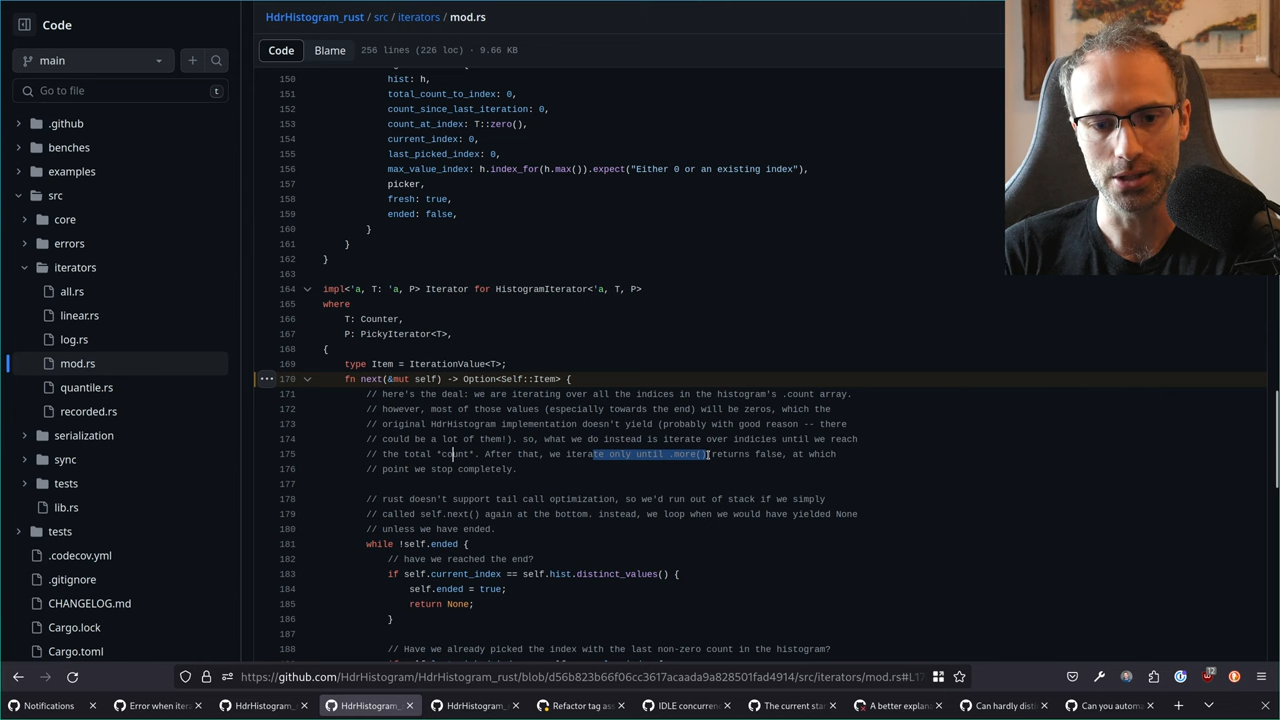 Code
main
Go to file
t
.github
benches
examples
src
core
errors
iterators
all.rs
linear.rs
log.rs
mod.rs
quantile.rs
recorded.rs
serialization
sync
tests
lib.rs
tests
.codecov.yml
.gitignore
CHANGELOG.md
Cargo.lock
Cargo.toml
HdrHistogram_rust / src / iterators / mod.rs
Code Blame 256 lines (226 loc) · 9.66 KB
150 hist: h,
151 total_count_to_index: 0,
152 count_since_last_iteration: 0,
153 count_at_index: T::zero(),
154 current_index: 0,
155 last_picked_index: 0,
156 max_value_index: h.index_for(h.max()).expect("Either 0 or an existing index"),
157 picker,
158 fresh: true,
159 ended: false,
160 }
161 }
162 }
163
164 impl<'a, T: 'a, P> Iterator for HistogramIterator<'a, T, P>
165 where
166 T: Counter,
167 P: PickyIterator<T>,
168 {
169 type Item = IterationValue<T>;
170 fn next(&mut self) -> Option<Self::Item> {
171 // here's the deal: we are iterating over all the indices in the histogram's .count array.
172 // however, most of those values (especially towards the end) will be zeros, which the
173 // original HdrHistogram implementation doesn't yield (probably with good reason -- there
174 // could be a lot of them!). so, what we do instead is iterate over indicies until we reach
175 // the total *count*. After that, we iterate only until .more() returns false, at which
176 // point we stop completely.
177
178 // rust doesn't support tail call optimization, so we'd run out of stack if we simply
179 // called self.next() again at the bottom. instead, we loop when we would have yielded None
180 // unless we have ended.
181 while !self.ended {
182 // have we reached the end?
183 if self.current_index == self.hist.distinct_values() {
184 self.ended = true;
185 return None;
186 }
187
188 // Have we already picked the index with the last non-zero count in the histogram?
https://github.com/HdrHistogram/HdrHistogram_rust/blob/d56b823b66f06cc3617acaada9a828501fad4914/src/iterators/mod.rs#L1
12
Notifications
Error when itera
HdrHistogram_rus
HdrHistogram_rus
HdrHistogram_rus
Refactor tag ass
IDLE concurrenc
The current sta
A better explana
Can hardly distin
Can you automa